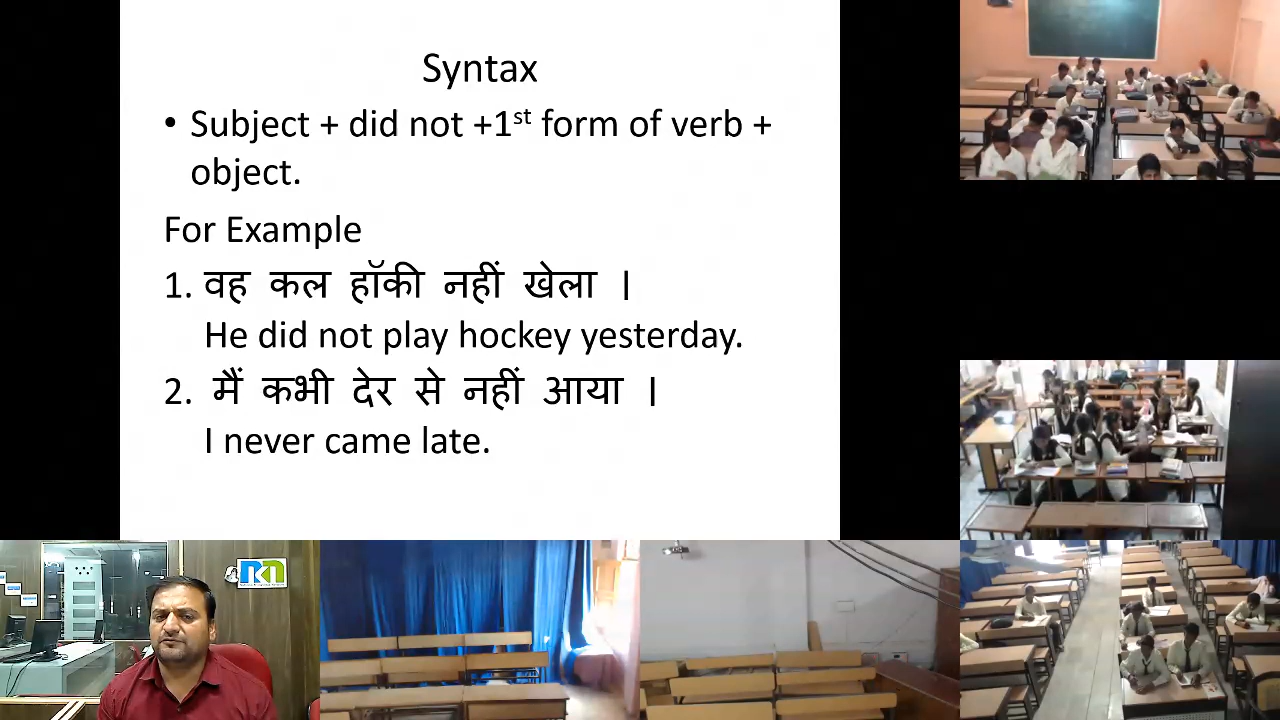 Syntax
• Subject + did not +1st form of verb +
object.
For Example
1. वह कल हॉकी नहीं खेला ।
He did not play hockey yesterday.
2. मैं कभी देर से नहीं आया ।
I never came late.